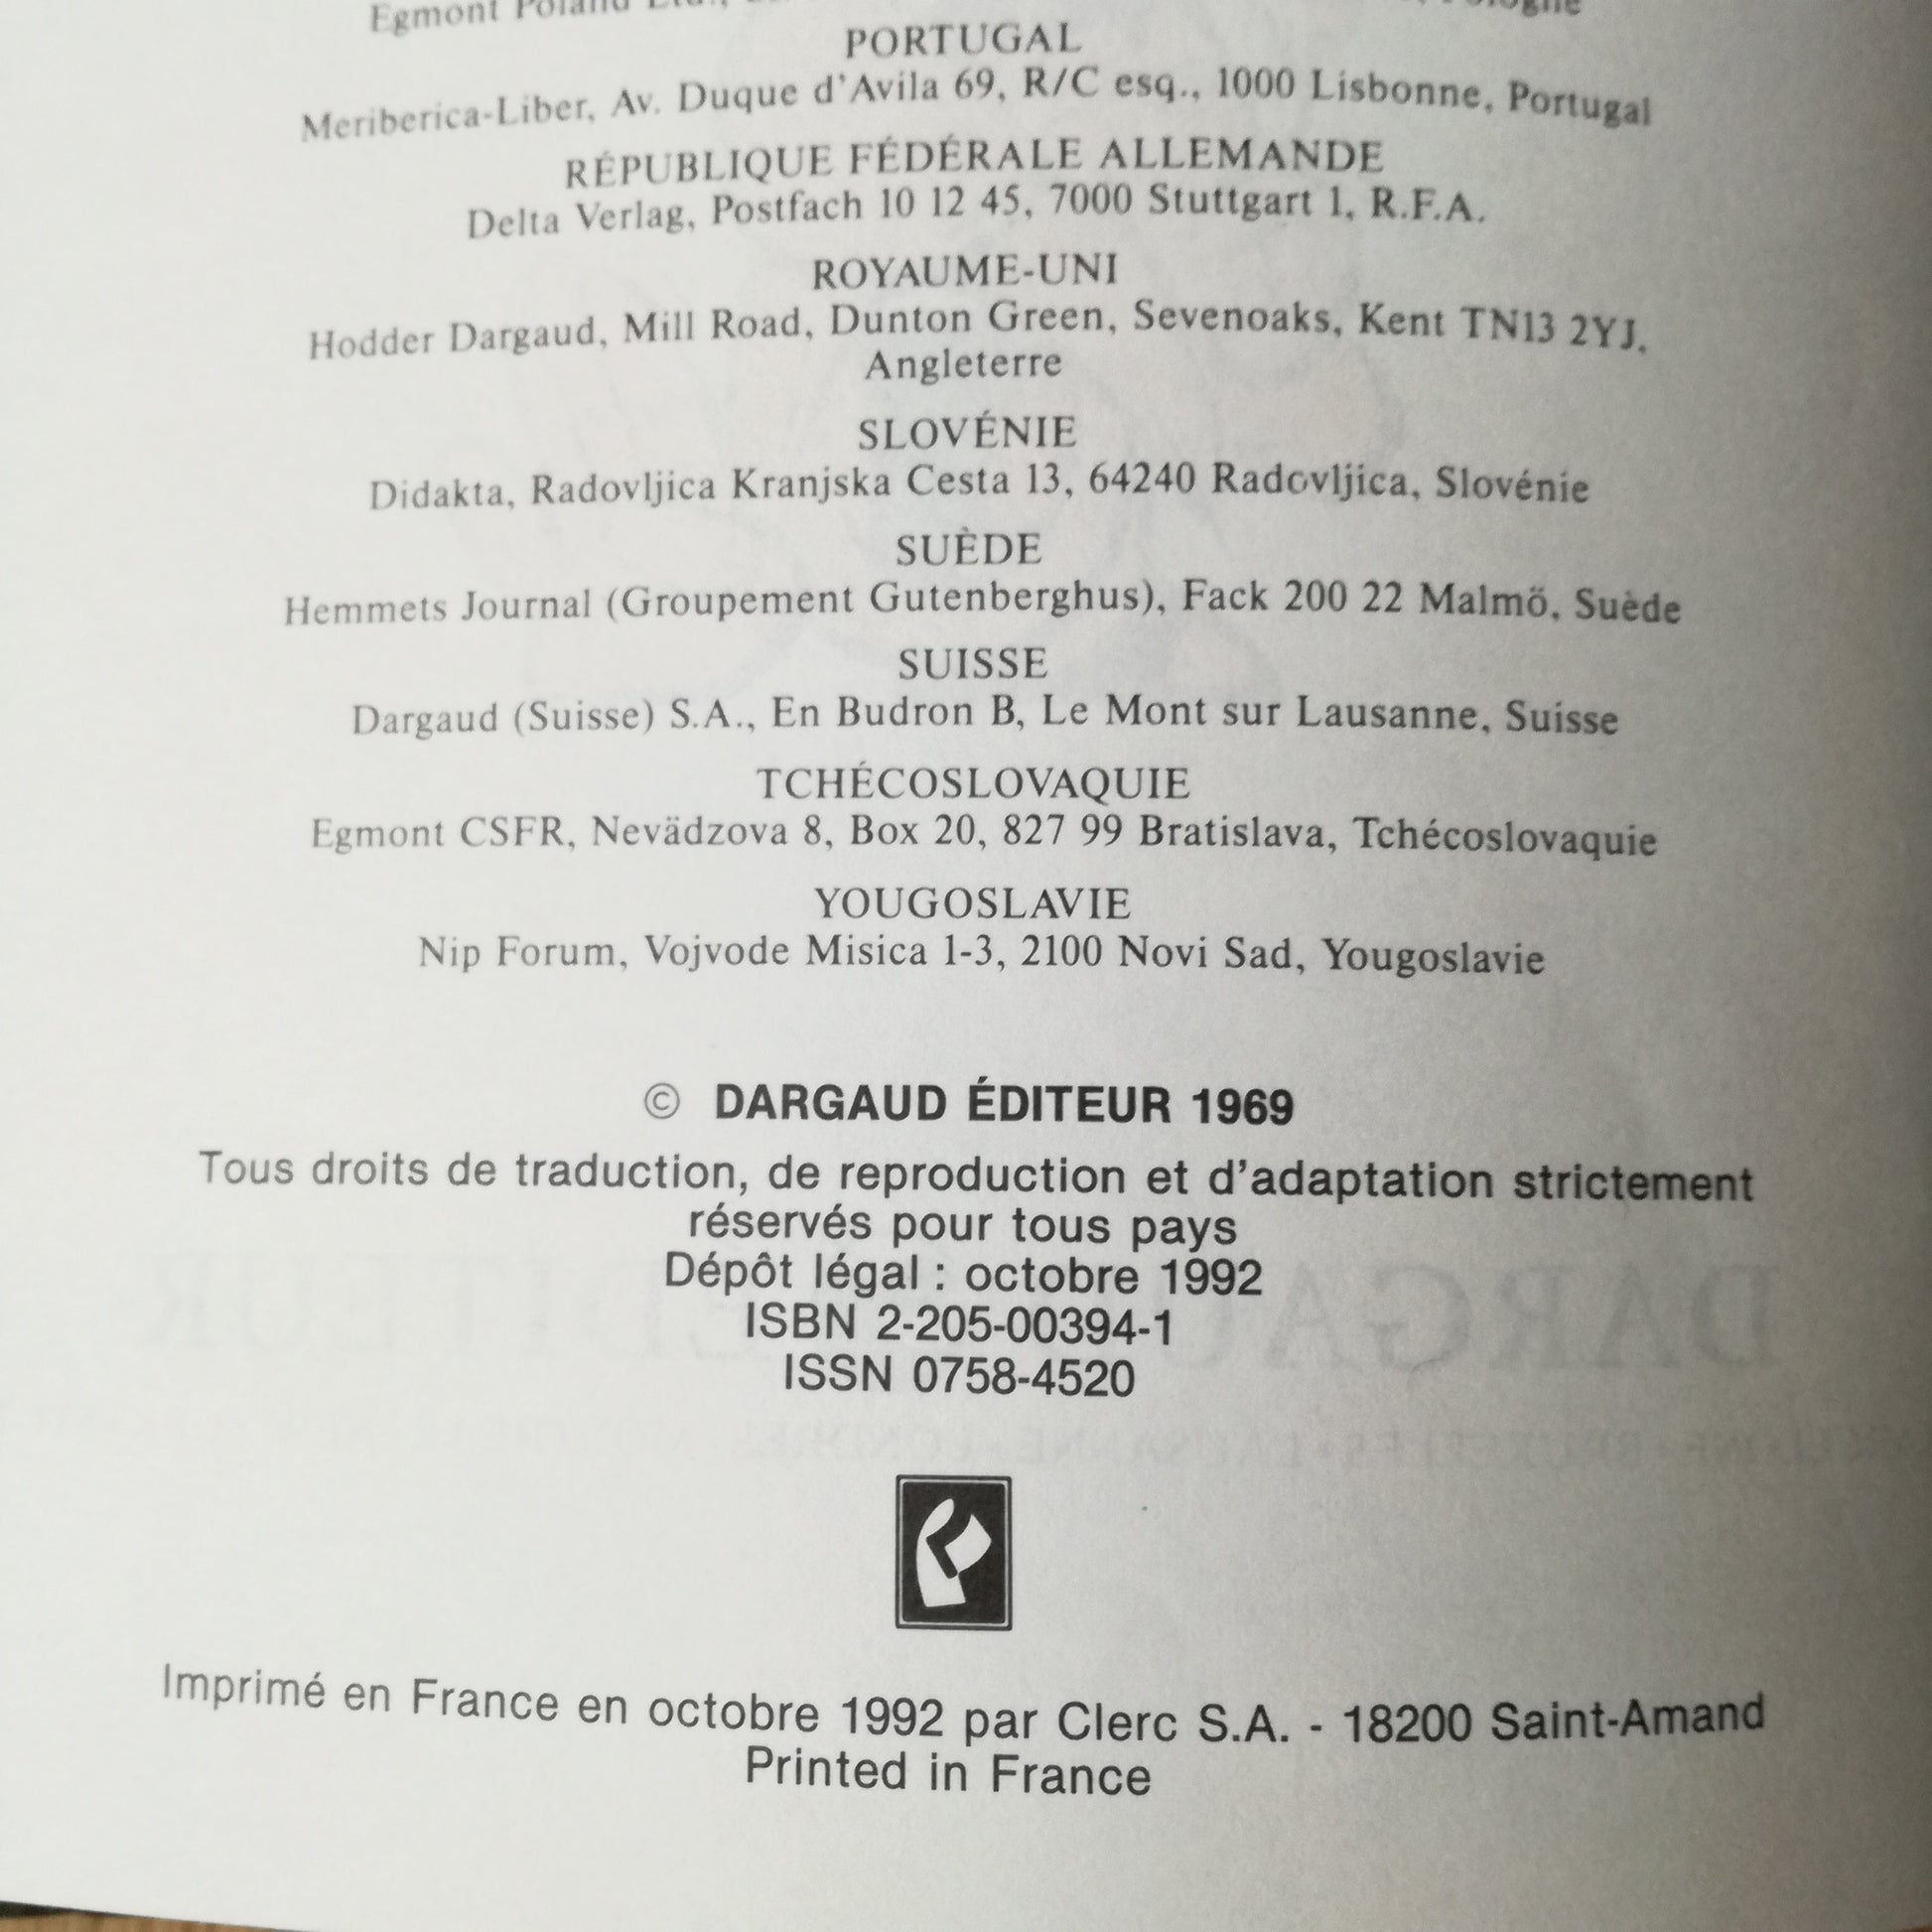 Egmont Poland
PORTUGAL
Meriberica-Liber, Av. Duque d'Avila 69, R/C esq., 1000 Lisbonne, Portugal
RÉPUBLIQUE FÉDÉRALE ALLEMANDE
Delta Verlag, Postfach 10 12 45, 7000 Stuttgart 1, R.F.A.
ROYAUME-UNI
Hodder Dargaud, Mill Road, Dunton Green, Sevenoaks, Kent TN13 2YJ,
Angleterre
SLOVÉNIE
Didakta, Radovljica Kranjska Cesta 13, 64240 Radovljica, Slovénie
SUÈDE
Hemmets Journal (Groupement Gutenberghus), Fack 200 22 Malmö, Suède
SUISSE
Dargaud (Suisse) S.A., En Budron B, Le Mont sur Lausanne, Suisse
TCHÉCOSLOVAQUIE
Egmont CSFR, Nevädzova 8, Box 20, 827 99 Bratislava, Tchécoslovaquie
YOUGOSLAVIE
Nip Forum, Vojvode Misica 1-3, 2100 Novi Sad, Yougoslavie
© DARGAUD ÉDITEUR 1969
Tous droits de traduction, de reproduction et d'adaptation strictement
réservés pour tous pays
Dépôt légal : octobre 1992
ISBN 2-205-00394-1
ISSN 0758-4520
Imprimé en France en octobre 1992 par Clerc S.A. - 18200 Saint-Amand
Printed in France